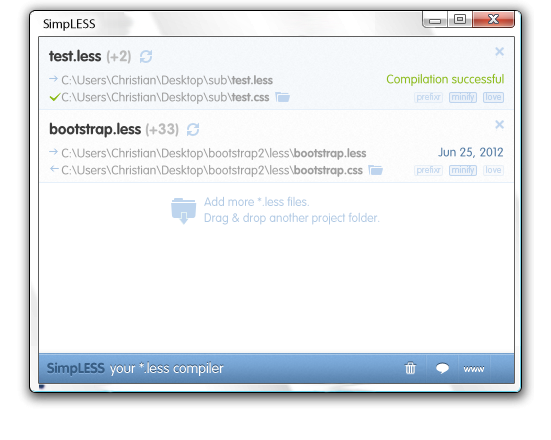 SimpLESS
test.less (+2)
C:\Users\Christian\Desktop\sub\test.less
Compilation successful
C:\Users\Christian\Desktop\sub\test.css
prefixr minify love
bootstrap.less (+33)
C:\Users\Christian\Desktop\bootstrap2\less\bootstrap.less
Jun 25, 2012
C:\Users\Christian\Desktop\bootstrap2\less\bootstrap.css
prefixr minify love
Add more *.less files.
Drag & drop another project folder.
SimpLESS your *.less compiler
www